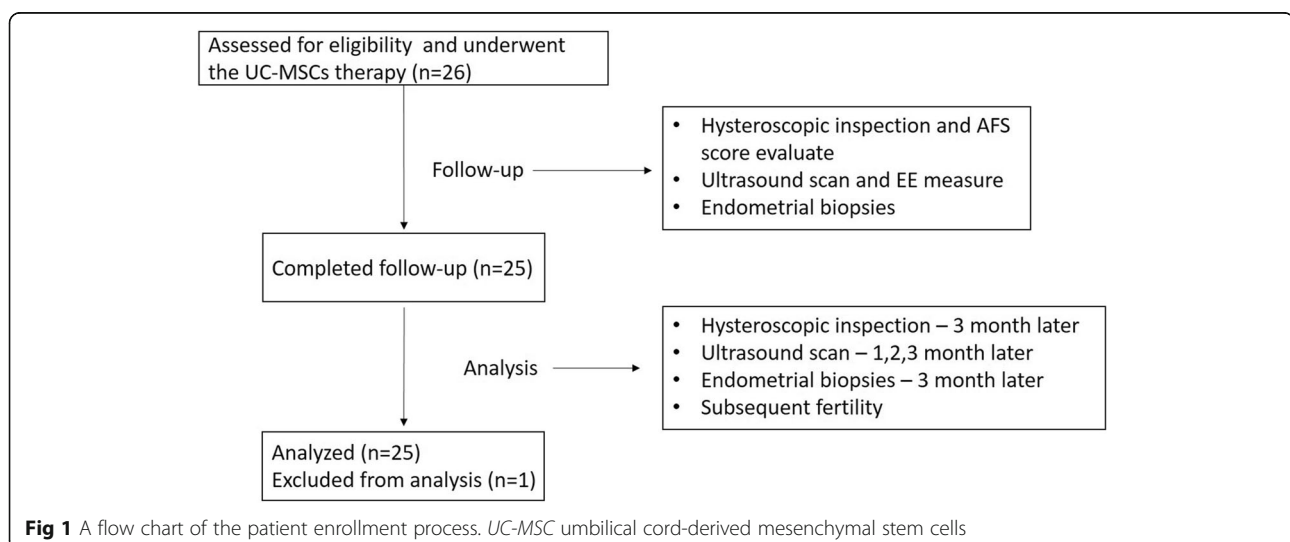 Assessed for eligibility and underwent
the UC-MSCs therapy (n=26)
Follow-up
• Hysteroscopic inspection and AFS
score evaluate
• Ultrasound scan and EE measure
• Endometrial biopsies
Completed follow-up (n=25)
Analysis
• Hysteroscopic inspection – 3 month later
• Ultrasound scan – 1,2,3 month later
• Endometrial biopsies – 3 month later
• Subsequent fertility
Analyzed (n=25)
Excluded from analysis (n=1)
Fig 1 A flow chart of the patient enrollment process. UC-MSC umbilical cord-derived mesenchymal stem cells